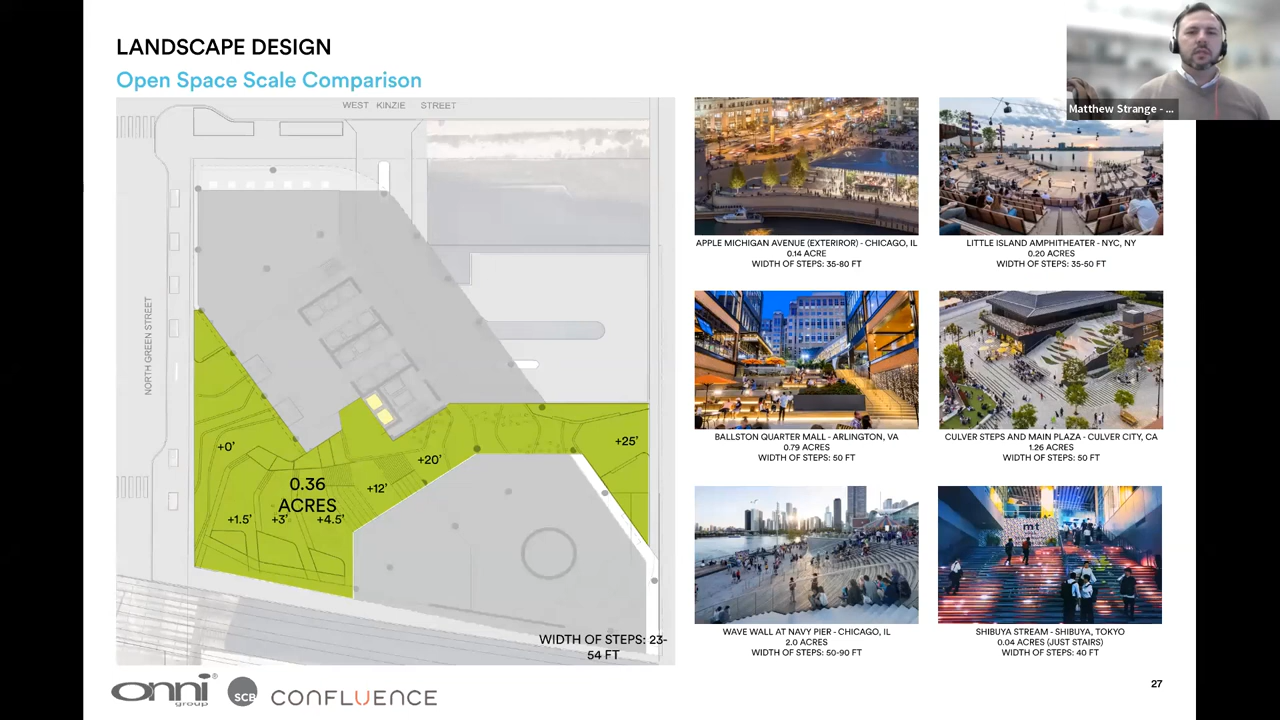 LANDSCAPE DESIGN
Open Space Scale Comparison
Matthew Strange - ...
WEST KINZIE STREET
NORTH GREEN STREET
+0'
+25'
+20'
+12'
0.36
ACRES
+1.5' +3' +4.5'
WIDTH OF STEPS: 23-
54 FT
APPLE MICHIGAN AVENUE (EXTERIROR) - CHICAGO, IL
0.14 ACRE
WIDTH OF STEPS: 35-80 FT
LITTLE ISLAND AMPHITEATER - NYC, NY
0.20 ACRES
WIDTH OF STEPS: 35-50 FT
BALLSTON QUARTER MALL - ARLINGTON, VA
0.79 ACRES
WIDTH OF STEPS: 50 FT
CULVER STEPS AND MAIN PLAZA - CULVER CITY, CA
1.26 ACRES
WIDTH OF STEPS: 50 FT
WAVE WALL AT NAVY PIER - CHICAGO, IL
2.0 ACRES
WIDTH OF STEPS: 50-90 FT
SHIBUYA STREAM - SHIBUYA, TOKYO
0.04 ACRES (JUST STAIRS)
WIDTH OF STEPS: 40 FT
onni®
group
SCB
CONFLUENCE
27